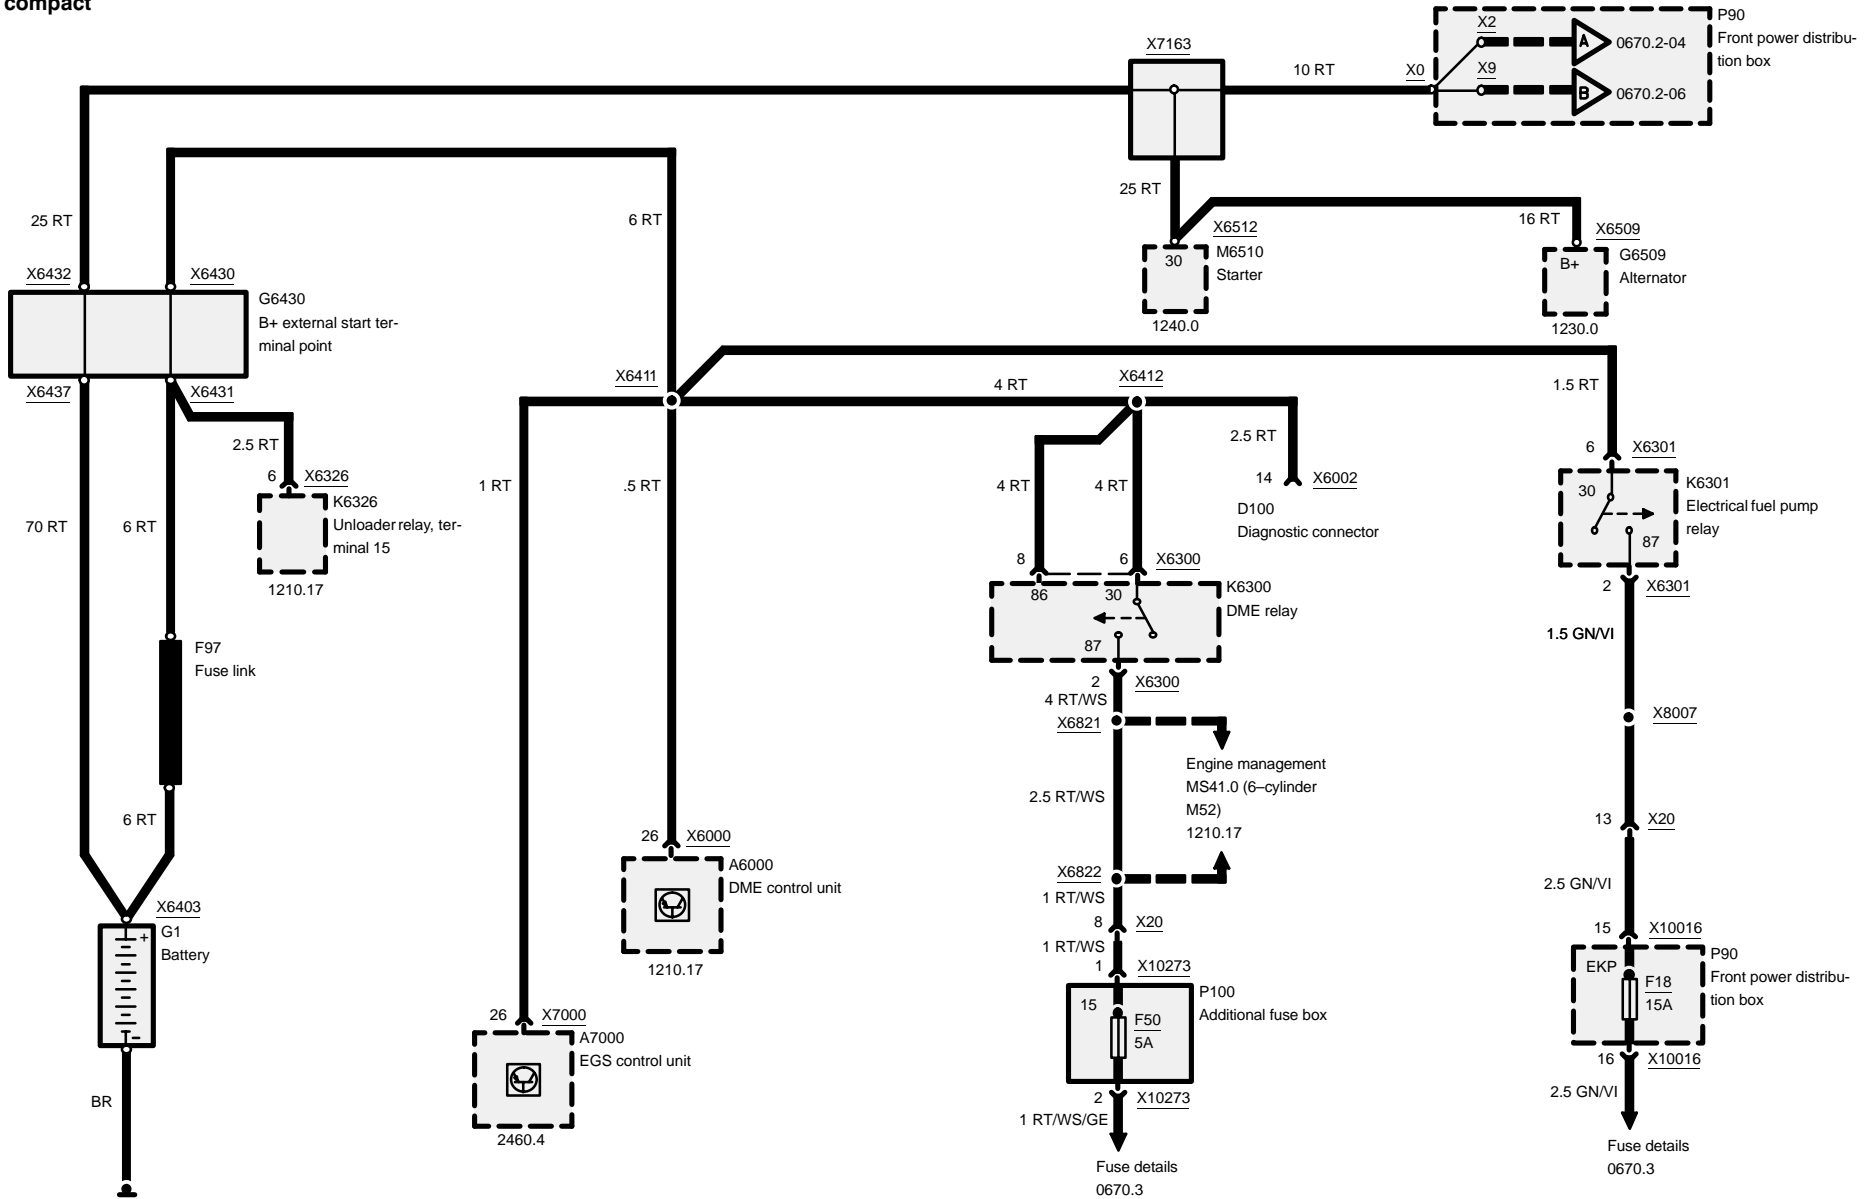 compact
P90
Front power distribu-
tion box
X2
A
0670.2-04
X0
X9
B
0670.2-06
X7163
10 RT
25 RT
25 RT
6 RT
16 RT
X6512
M6510
Starter
30
1240.0
X6509
G6509
Alternator
B+
1230.0
X6432
X6430
G6430
B+ external start ter-
minal point
X6437
X6431
X6411
4 RT
X6412
1.5 RT
2.5 RT
6
X6326
K6326
Unloader relay, ter-
minal 15
1210.17
70 RT
6 RT
1 RT
.5 RT
4 RT
4 RT
2.5 RT
14
X6002
D100
Diagnostic connector
6
X6301
30
87
K6301
Electrical fuel pump
relay
2
X6301
8
6
X6300
86
30
87
K6300
DME relay
2
X6300
4 RT/WS
X6821
Engine management
MS41.0 (6–cylinder
M52)
1210.17
2.5 RT/WS
X6822
1 RT/WS
8
X20
1 RT/WS
1
X10273
15
F50
5A
P100
Additional fuse box
2
X10273
1 RT/WS/GE
Fuse details
0670.3
1.5 GN/VI
X8007
13
X20
2.5 GN/VI
15
X10016
EKP
F18
15A
P90
Front power distribu-
tion box
16
X10016
2.5 GN/VI
Fuse details
0670.3
F97
Fuse link
6 RT
X6403
G1
Battery
+
-
BR
26
X6000
A6000
DME control unit
1210.17
26
X7000
A7000
EGS control unit
2460.4